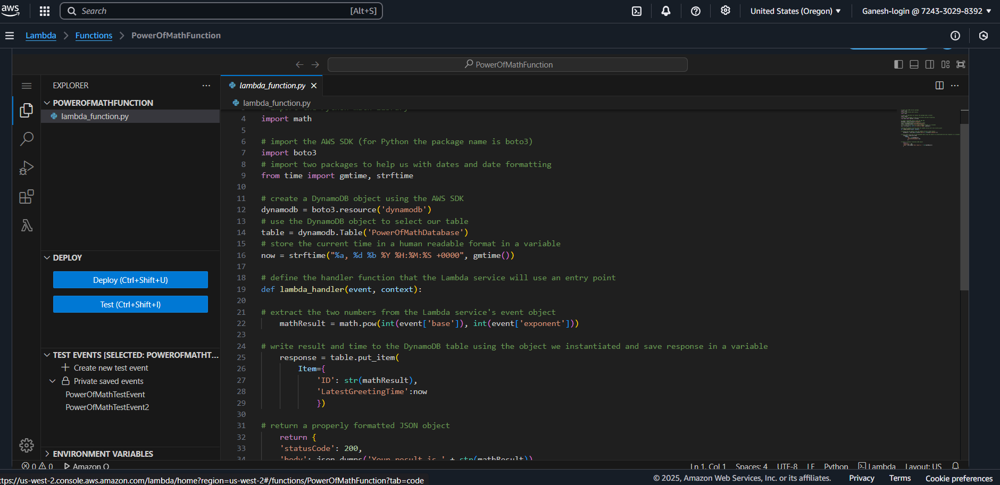 aws Search [Alt+S] United States (Oregon) ▼ Ganesh-login @ 7243-3029-8392 ▼
Lambda > Functions > PowerOfMathFunction
PowerOfMathFunction
EXPLORER ...
lambda_function.py
POWEROFMATHFUNCTION
lambda_function.py
lambda_function.py
# import the Python math library
4 import math
5
6 # import the AWS SDK (for Python the package name is boto3)
7 import boto3
8 # import two packages to help us with dates and date formatting
9 from time import gmtime, strftime
10
11 # create a DynamoDB object using the AWS SDK
12 dynamodb = boto3.resource('dynamodb')
13 # use the DynamoDB object to select our table
14 table = dynamodb.Table('PowerOfMathDatabase')
15 # store the current time in a human readable format in a variable
16 now = strftime("%a, %d %b %Y %H:%M:%S +0000", gmtime())
17
18 # define the handler function that the Lambda service will use an entry point
19 def lambda_handler(event, context):
20
21 # extract the two numbers from the Lambda service's event object
22 mathResult = math.pow(int(event['base']), int(event['exponent']))
23
24 # write result and time to the DynamoDB table using the object we instantiated and save response in a variable
25 response = table.put_item(
26 Item={
27 'ID': str(mathResult),
28 'LatestGreetingTime':now
29 })
30
31 # return a properly formatted JSON object
32 return {
33 'statusCode': 200,
34 'body': json.dumps('Your result is ' + str(mathResult))
DEPLOY
Deploy (Ctrl+Shift+U)
Test (Ctrl+Shift+I)
TEST EVENTS [SELECTED: POWEROFMATHT...
Create new test event
Private saved events
PowerOfMathTestEvent
PowerOfMathTestEvent2
ENVIRONMENT VARIABLES
0 0 Amazon Q
Ln 1, Col 1 Spaces: 4 UTF-8 LF Python Lambda Layout: US
ttps://us-west-2.console.aws.amazon.com/lambda/home?region=us-west-2#/functions/PowerOfMathFunction?tab=code
© 2025, Amazon Web Services, Inc. or its affiliates. Privacy Terms Cookie preferences